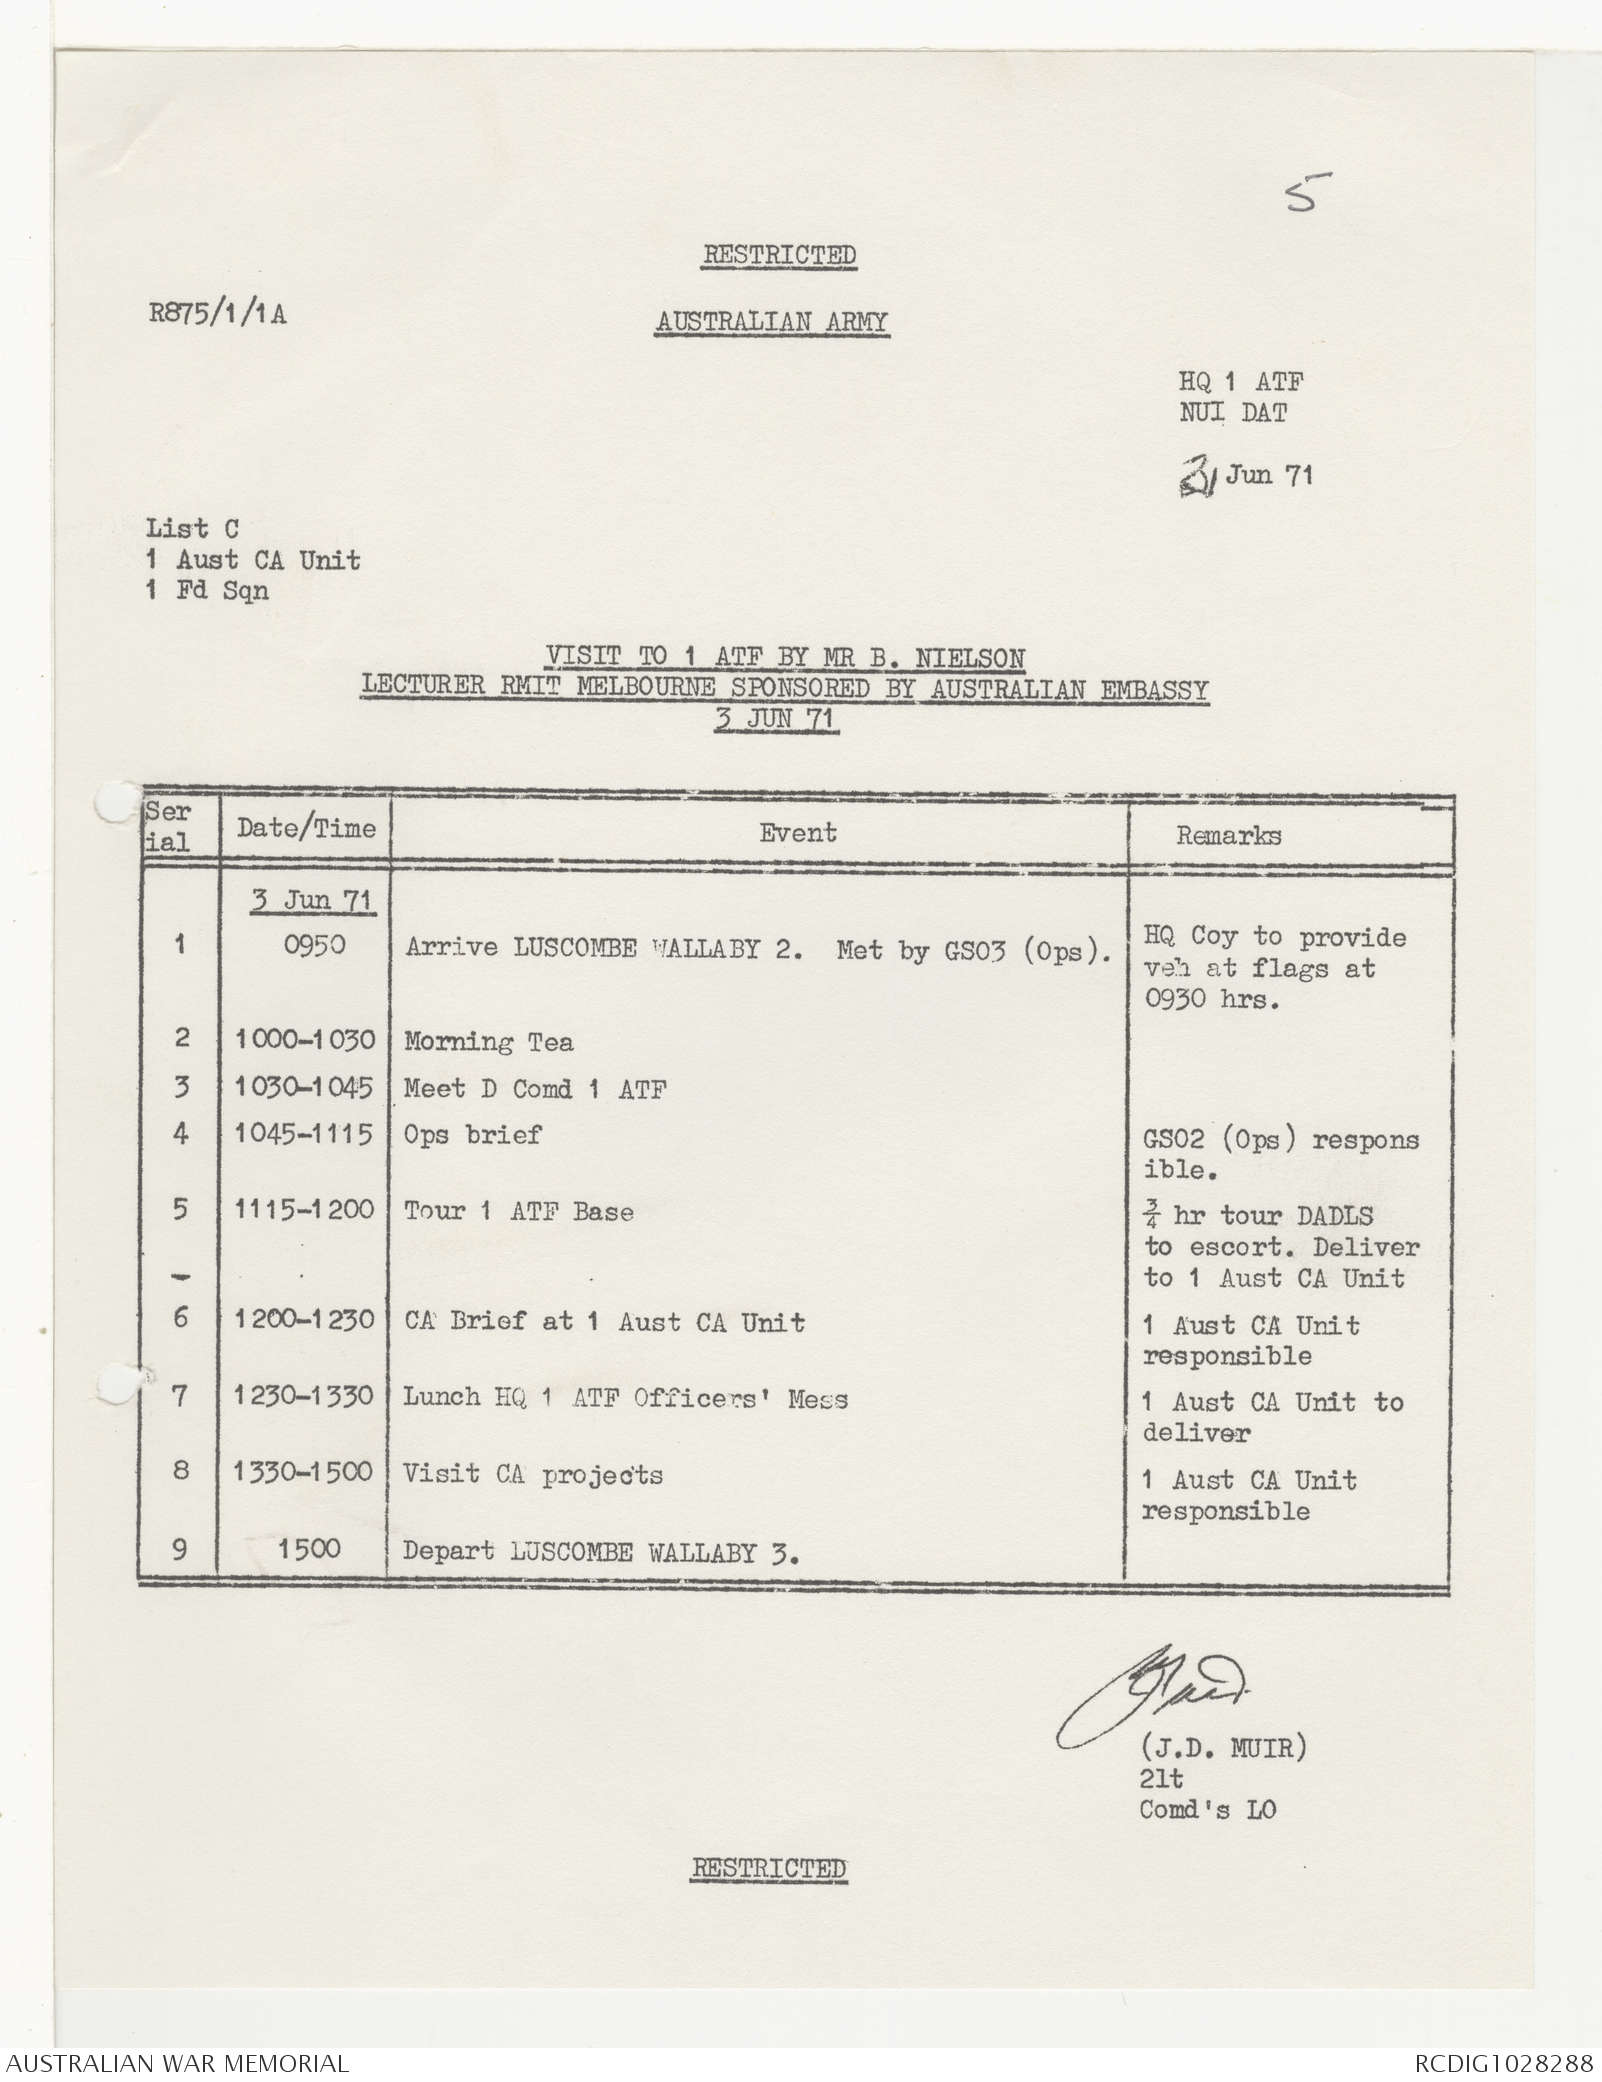 5
RESTRICTED
R875/1/1A
AUSTRALIAN ARMY
HQ 1 ATF
NUI DAT
Jun 71
List C
1 Aust CA Unit
1 Fd Sqn
VISIT TO 1 ATF BY MR B. NIELSON
LECTURER RMIT MELBOURNE SPONSORED BY AUSTRALIAN EMBASSY
3 JUN 71
Ser
ial
Date/Time
Event
Remarks
3 Jun 71
1 0950 Arrive LUSCOMBE WALLABY 2. Met by GSO3 (Ops).
HQ Coy to provide
veh at flags at
0930 hrs.
2 1000-1030 Morning Tea
3 1030-1045 Meet D Comd 1 ATF
4 1045-1115 Ops brief
GSO2 (Ops) respons
ible.
5 1115-1200 Tour 1 ATF Base
¾ hr tour DADLS
to escort. Deliver
to 1 Aust CA Unit
6 1200-1230 CA Brief at 1 Aust CA Unit
1 Aust CA Unit
responsible
7 1230-1330 Lunch HQ 1 ATF Officers' Mess
1 Aust CA Unit to
deliver
8 1330-1500 Visit CA projects
1 Aust CA Unit
responsible
9 1500 Depart LUSCOMBE WALLABY 3.
(J.D. MUIR)
2lt
Comd's LO
RESTRICTED
AUSTRALIAN WAR MEMORIAL
RCDIG1028288